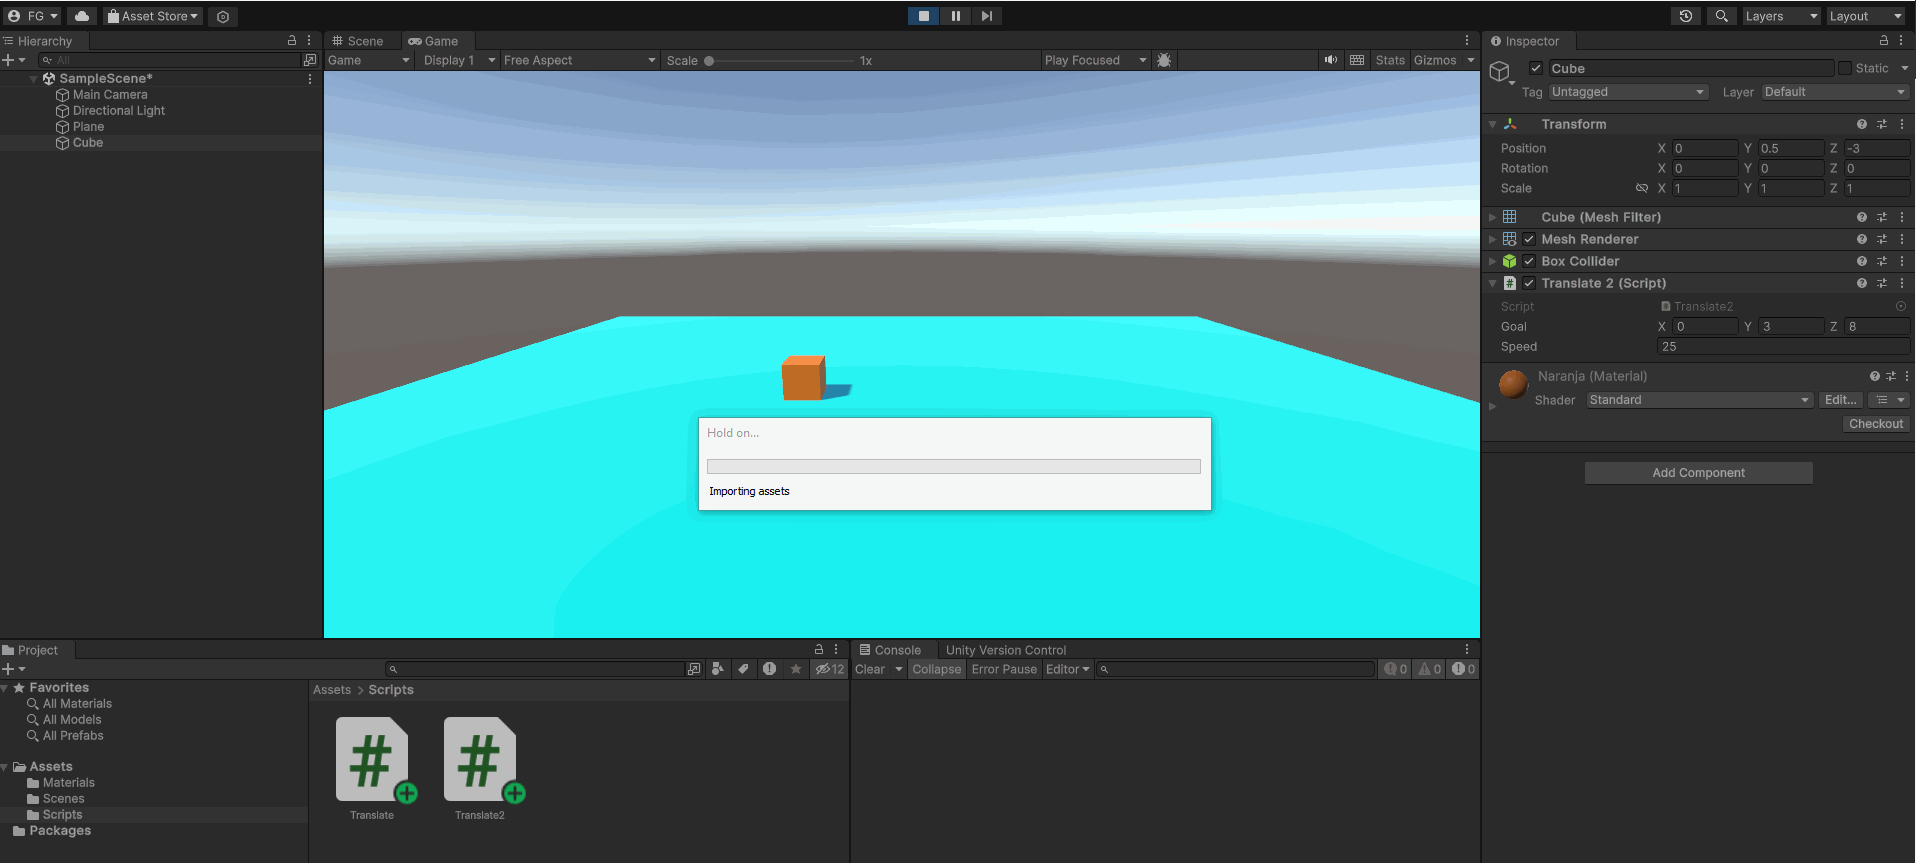 FG Asset Store Layers Layout
Hierarchy
All
SampleScene*
Main Camera
Directional Light
Plane
Cube
Scene Game
Game Display 1 Free Aspect Scale 1x Play Focused Stats Gizmos
Hold on...
Importing assets
Inspector
Cube Static
Tag Untagged Layer Default
Transform
Position X 0 Y 0.5 Z -3
Rotation X 0 Y 0 Z 0
Scale X 1 Y 1 Z 1
Cube (Mesh Filter)
Mesh Renderer
Box Collider
# Translate 2 (Script)
Script Translate2
Goal X 0 Y 3 Z 8
Speed 25
Naranja (Material)
Shader Standard Edit...
Checkout
Add Component
Project
12
Favorites
All Materials
All Models
All Prefabs
Assets
Materials
Scenes
Scripts
Packages
Assets > Scripts
# #
Translate Translate2
Console Unity Version Control
Clear Collapse Error Pause Editor 0 0 0